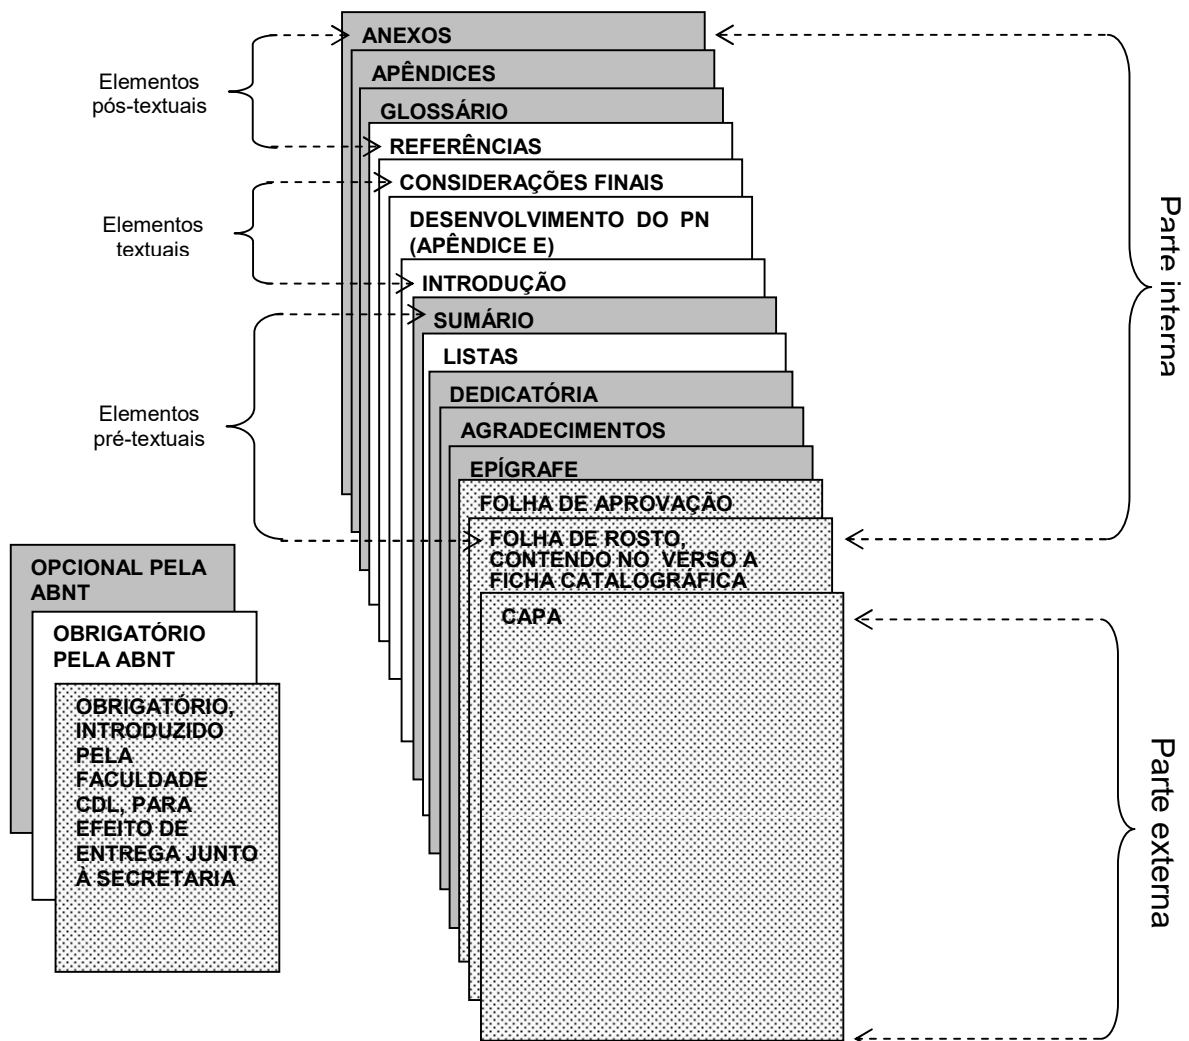 ANEXOS
APÊNDICES
GLOSSÁRIO
REFERÊNCIAS
CONSIDERAÇÕES FINAIS
DESENVOLVIMENTO DO PN
(APÊNDICE E)
INTRODUÇÃO
SUMÁRIO
LISTAS
DEDICATÓRIA
AGRADECIMENTOS
EPÍGRAFE
FOLHA DE APROVAÇÃO
FOLHA DE ROSTO,
CONTENDO NO VERSO A
FICHA CATALOGRÁFICA
CAPA
Elementos
pós-textuais
Elementos
textuais
Elementos
pré-textuais
Parte interna
Parte externa
OPCIONAL PELA
ABNT
OBRIGATÓRIO
PELA ABNT
OBRIGATÓRIO,
INTRODUZIDO
PELA
FACULDADE
CDL, PARA
EFEITO DE
ENTREGA JUNTO
À SECRETARIA